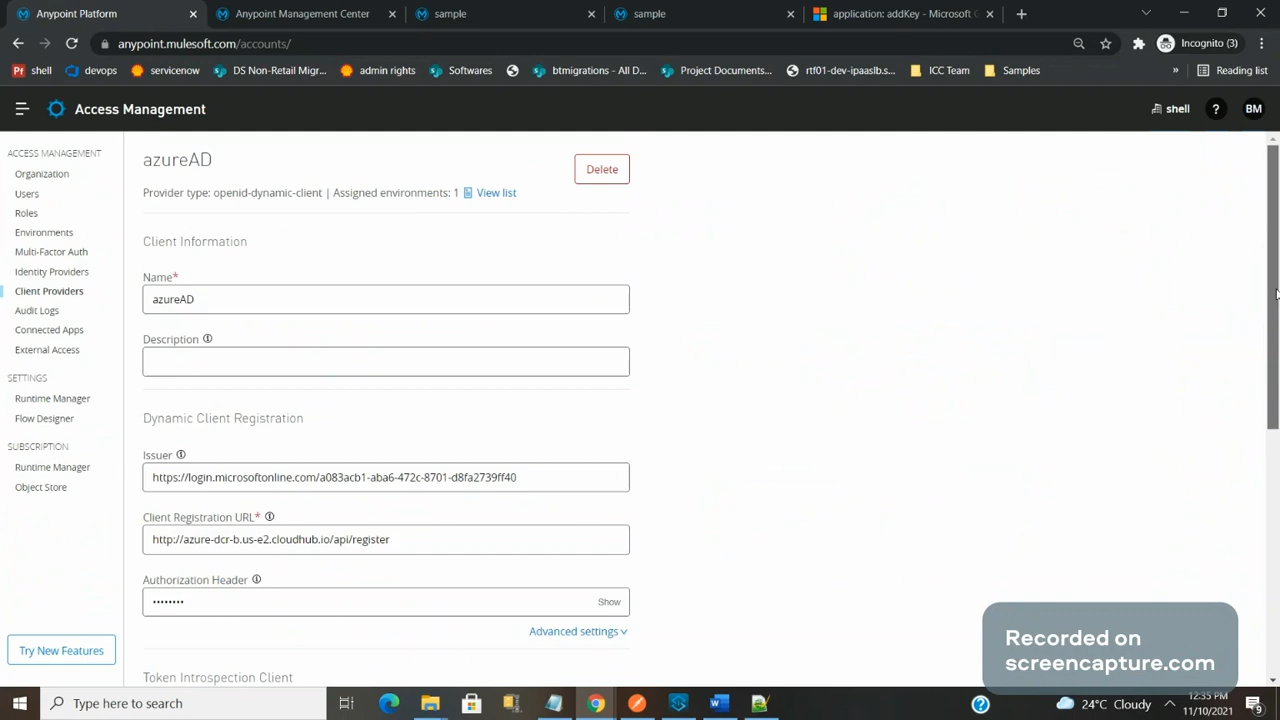 Anypoint Platform
Anypoint Management Center
sample
sample
application: addKey - Microsoft G
anypoint.mulesoft.com/accounts/
Incognito (3)
shell
devops
servicenow
DS Non-Retail Migr...
admin rights
Softwares
btmigrations - All D...
Project Documents...
rtf01-dev-ipaaslb.s...
ICC Team
Samples
»
Reading list
Access Management
shell
?
BM
ACCESS MANAGEMENT
Organization
Users
Roles
Environments
Multi-Factor Auth
Identity Providers
Client Providers
Audit Logs
Connected Apps
External Access
SETTINGS
Runtime Manager
Flow Designer
SUBSCRIPTION
Runtime Manager
Object Store
Try New Features
azureAD
Delete
Provider type: openid-dynamic-client | Assigned environments: 1 View list
Client Information
Name*
azureAD
Description
Dynamic Client Registration
Issuer
https://login.microsoftonline.com/a083acb1-aba6-472c-8701-d8fa2739ff40
Client Registration URL*
http://azure-dcr-b.us-e2.cloudhub.io/api/register
Authorization Header
••••••••
Show
Advanced settings
Token Introspection Client
Recorded on
screencapture.com
Type here to search
24°C Cloudy
12:35 PM
11/10/2021
9